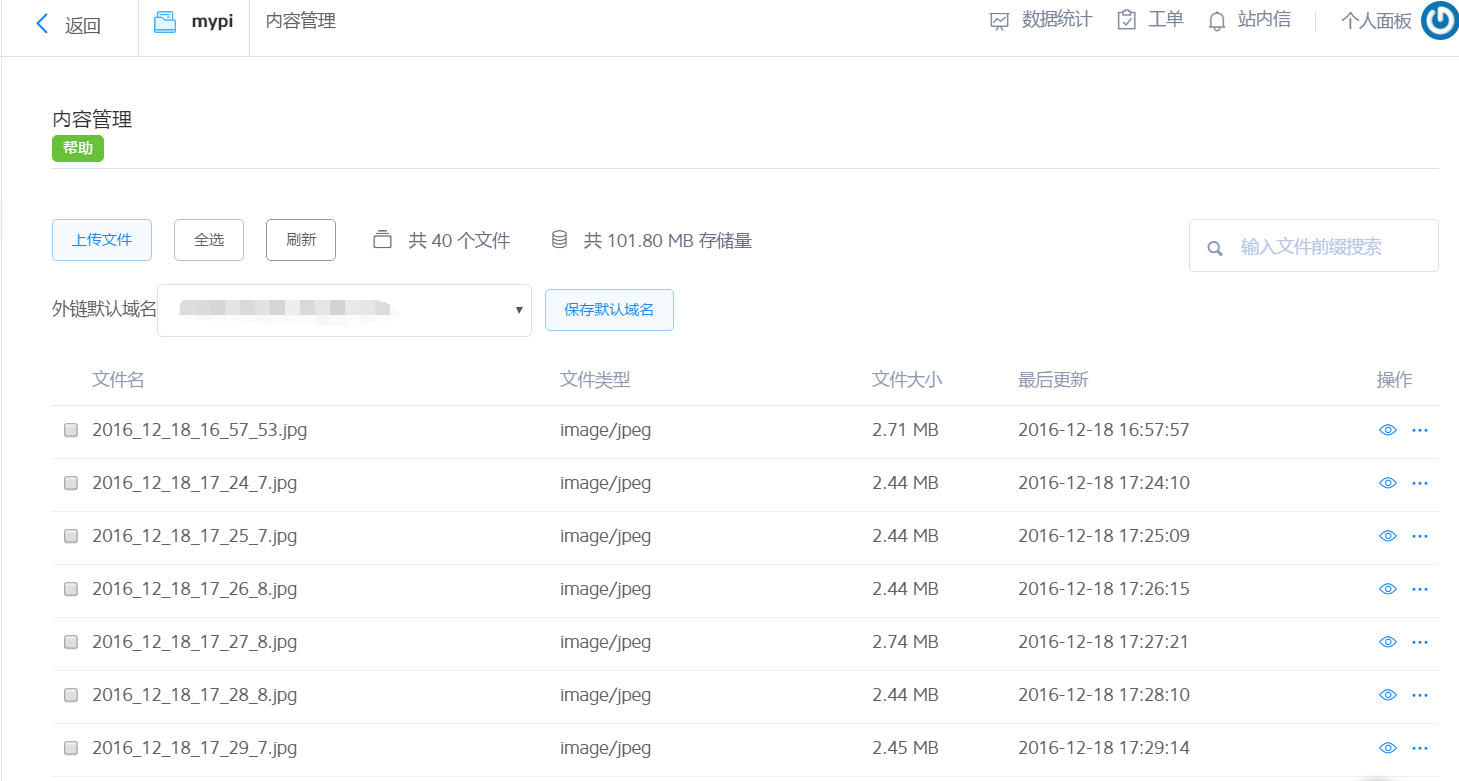 返回 mypi 内容管理 数据统计 工单 站内信 个人面板
内容管理
帮助
上传文件 全选 刷新 共 40 个文件 共 101.80 MB 存储量 输入文件前缀搜索
外链默认域名 保存默认域名
文件名 文件类型 文件大小 最后更新 操作
2016_12_18_16_57_53.jpg image/jpeg 2.71 MB 2016-12-18 16:57:57
2016_12_18_17_24_7.jpg image/jpeg 2.44 MB 2016-12-18 17:24:10
2016_12_18_17_25_7.jpg image/jpeg 2.44 MB 2016-12-18 17:25:09
2016_12_18_17_26_8.jpg image/jpeg 2.44 MB 2016-12-18 17:26:15
2016_12_18_17_27_8.jpg image/jpeg 2.74 MB 2016-12-18 17:27:21
2016_12_18_17_28_8.jpg image/jpeg 2.44 MB 2016-12-18 17:28:10
2016_12_18_17_29_7.jpg image/jpeg 2.45 MB 2016-12-18 17:29:14